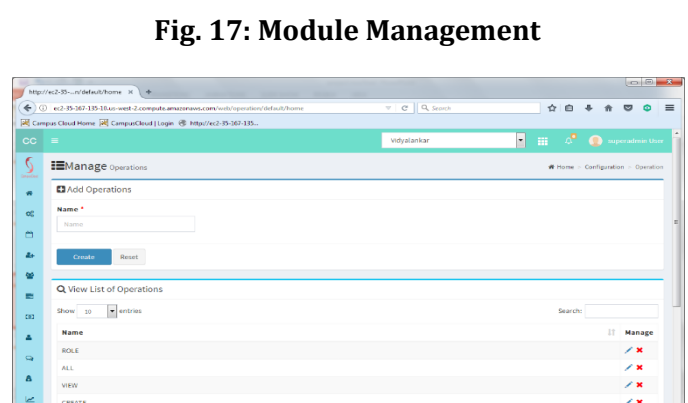 Fig. 17: Module Management
http://ec2-35-...n/default/home × +
ec2-35-167-135-10.us-west-2.compute.amazonaws.com/web/operation/default/home Search
Campus Cloud Home CampusCloud | Login http://ec2-35-167-135...
CC Vidyalankar superadmin User
Manage Operations Home Configuration Operation
Add Operations
Name *
Name
Create Reset
View List of Operations
Show 10 entries Search:
Name Manage
ROLE
ALL
VIEW
CREATE